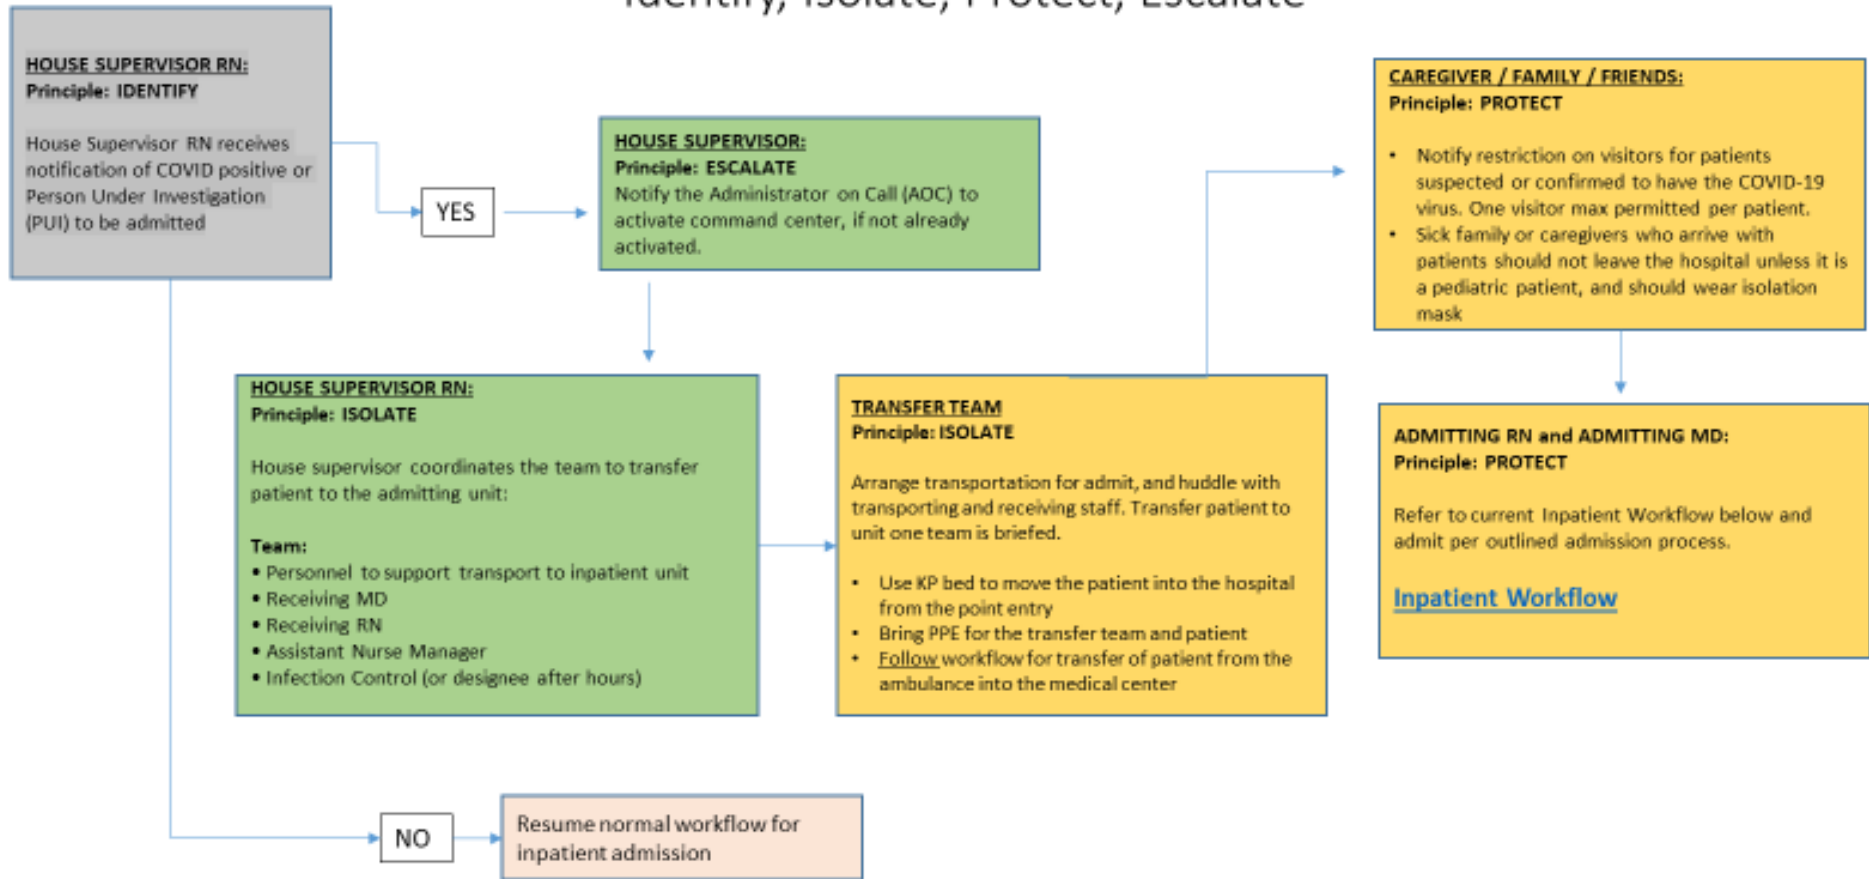 Identify, Isolate, Protect, Escalate
HOUSE SUPERVISOR RN:
Principle: IDENTIFY
House Supervisor RN receives
notification of COVID positive or
Person Under Investigation
(PUI) to be admitted
YES
HOUSE SUPERVISOR:
Principle: ESCALATE
Notify the Administrator on Call (AOC) to
activate command center, if not already
activated.
HOUSE SUPERVISOR RN:
Principle: ISOLATE
House supervisor coordinates the team to transfer
patient to the admitting unit:
Team:
• Personnel to support transport to inpatient unit
• Receiving MD
• Receiving RN
• Assistant Nurse Manager
• Infection Control (or designee after hours)
TRANSFER TEAM
Principle: ISOLATE
Arrange transportation for admit, and huddle with
transporting and receiving staff. Transfer patient to
unit one team is briefed.
• Use KP bed to move the patient into the hospital
from the point entry
• Bring PPE for the transfer team and patient
• Follow workflow for transfer of patient from the
ambulance into the medical center
CAREGIVER / FAMILY / FRIENDS:
Principle: PROTECT
• Notify restriction on visitors for patients
suspected or confirmed to have the COVID-19
virus. One visitor max permitted per patient.
• Sick family or caregivers who arrive with
patients should not leave the hospital unless it is
a pediatric patient, and should wear isolation
mask
ADMITTING RN and ADMITTING MD:
Principle: PROTECT
Refer to current Inpatient Workflow below and
admit per outlined admission process.
Inpatient Workflow
NO
Resume normal workflow for
inpatient admission